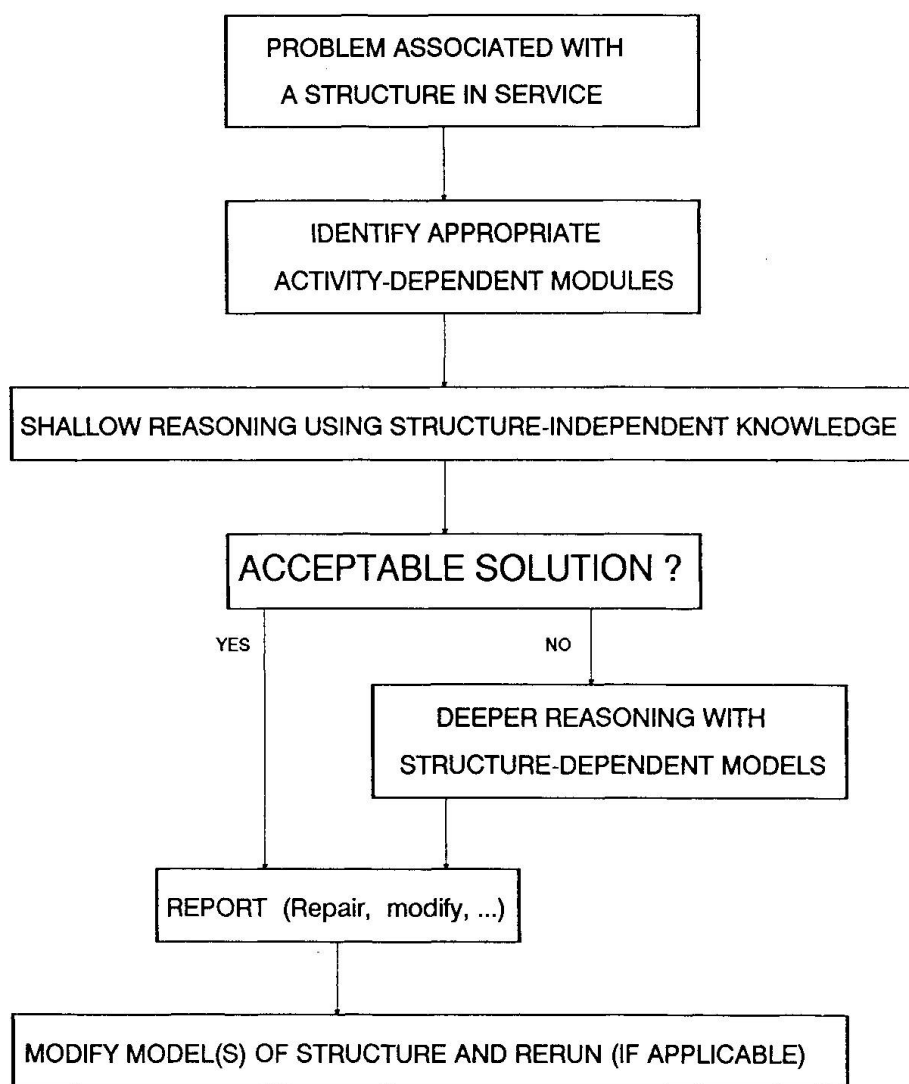 PROBLEM ASSOCIATED WITH
A STRUCTURE IN SERVICE
IDENTIFY APPROPRIATE
ACTIVITY-DEPENDENT MODULES
SHALLOW REASONING USING STRUCTURE-INDEPENDENT KNOWLEDGE
ACCEPTABLE SOLUTION ?
YES
NO
DEEPER REASONING WITH
STRUCTURE-DEPENDENT MODELS
REPORT (Repair, modify, ...)
MODIFY MODEL(S) OF STRUCTURE AND RERUN (IF APPLICABLE)